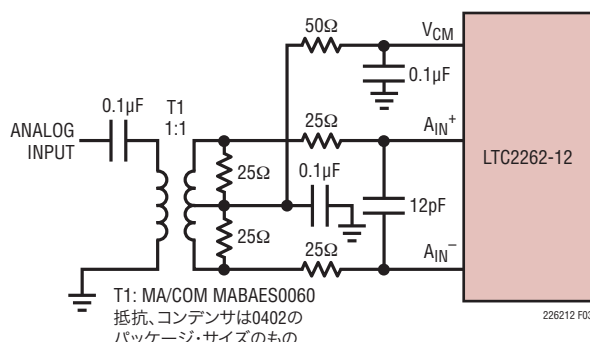 50Ω
VCM
0.1µF
0.1µF
T1
1:1
ANALOG
INPUT
25Ω
AIN+
25Ω
0.1µF
LTC2262-12
12pF
25Ω
25Ω
AIN–
T1: MA/COM MABAES0060
抵抗、コンデンサは0402の
パッケージ・サイズのもの
226212 F03